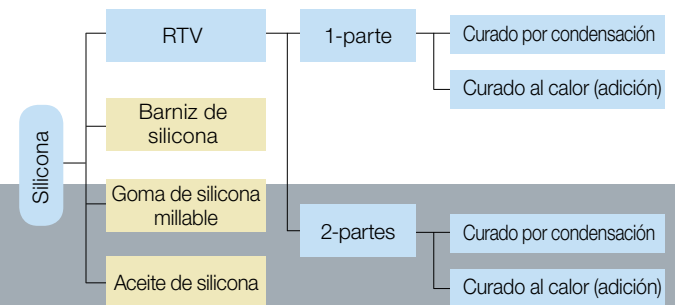 Silicona
RTV
Barniz de
silicona
Goma de silicona
millable
Aceite de silicona
1-parte
Curado por condensación
Curado al calor (adición)
2-partes
Curado por condensación
Curado al calor (adición)